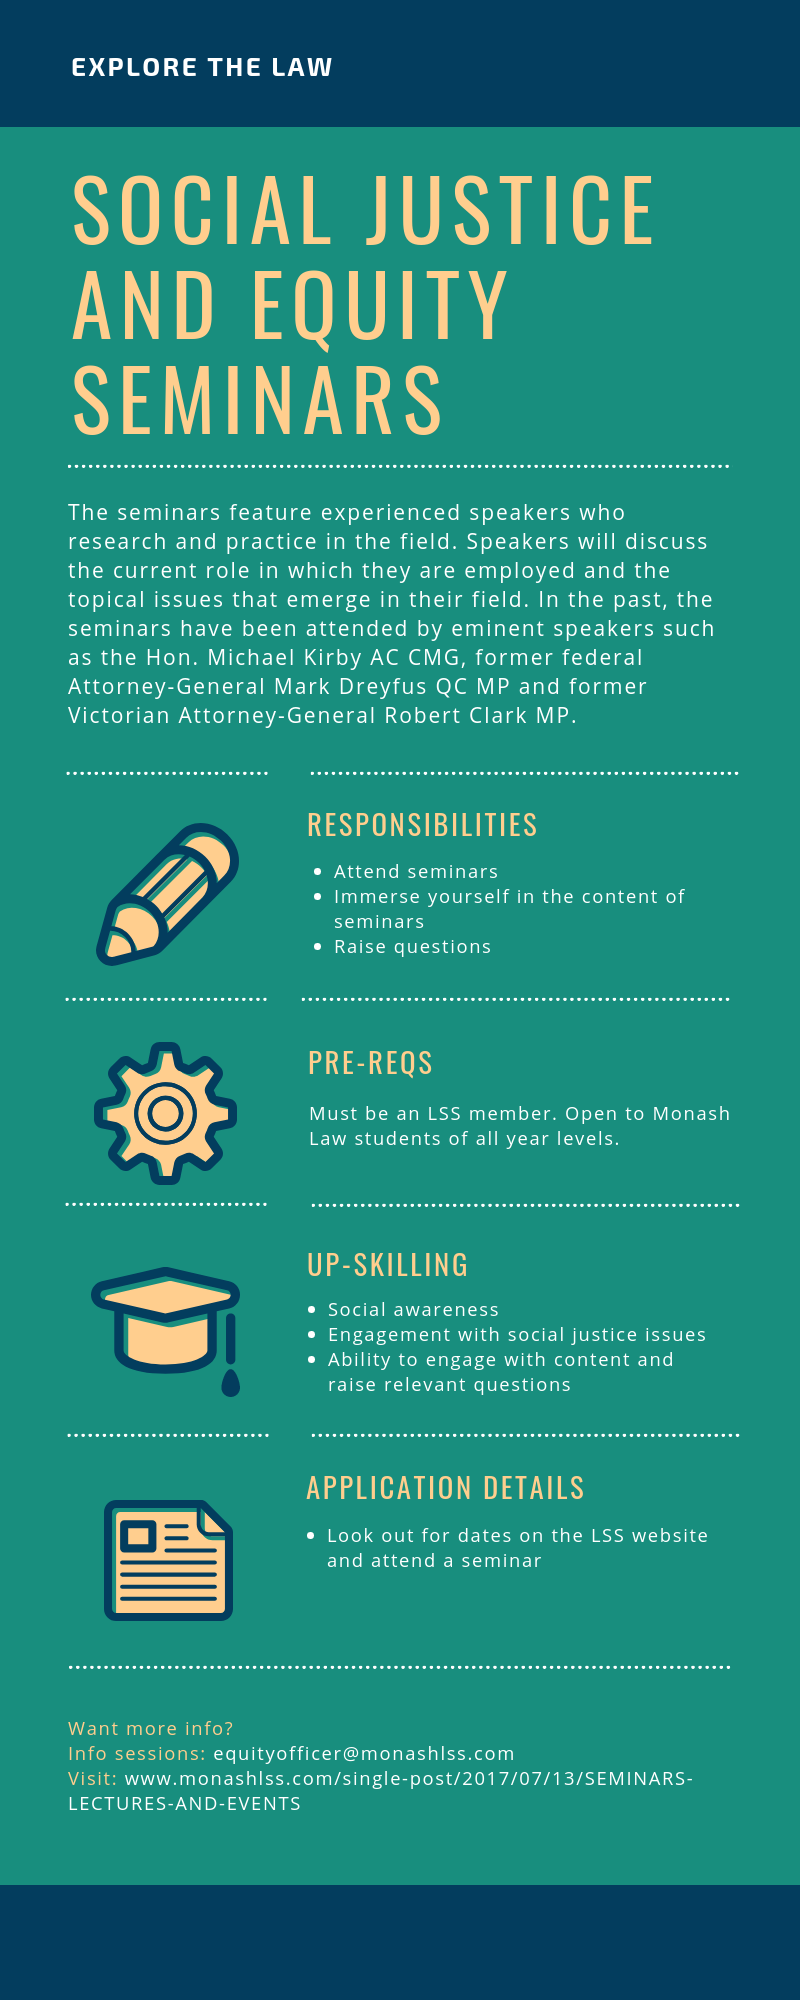 EXPLORE THE LAW
SOCIAL JUSTICE
AND EQUITY
SEMINARS
The seminars feature experienced speakers who
research and practice in the field. Speakers will discuss
the current role in which they are employed and the
topical issues that emerge in their field. In the past, the
seminars have been attended by eminent speakers such
as the Hon. Michael Kirby AC CMG, former federal
Attorney-General Mark Dreyfus QC MP and former
Victorian Attorney-General Robert Clark MP.
RESPONSIBILITIES
• Attend seminars
• Immerse yourself in the content of
seminars
• Raise questions
PRE-REQS
Must be an LSS member. Open to Monash
Law students of all year levels.
UP-SKILLING
• Social awareness
• Engagement with social justice issues
• Ability to engage with content and
raise relevant questions
APPLICATION DETAILS
• Look out for dates on the LSS website
and attend a seminar
Want more info?
Info sessions: equityofficer@monashlss.com
Visit: www.monashlss.com/single-post/2017/07/13/SEMINARS-
LECTURES-AND-EVENTS